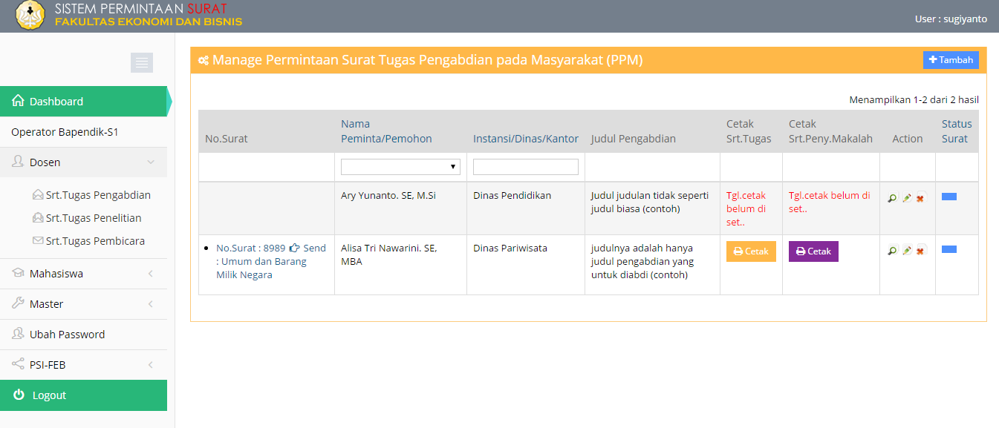 SISTEM PERMINTAAN SURAT
FAKULTAS EKONOMI DAN BISNIS
User : sugiyanto
Dashboard
Operator Bapendik-S1
Dosen
Srt.Tugas Pengabdian
Srt.Tugas Penelitian
Srt.Tugas Pembicara
Mahasiswa
Master
Ubah Password
PSI-FEB
Logout
Manage Permintaan Surat Tugas Pengabdian pada Masyarakat (PPM)
Tambah
Menampilkan 1-2 dari 2 hasil
No.Surat
Nama
Peminta/Pemohon
Instansi/Dinas/Kantor
Judul Pengabdian
Cetak
Srt.Tugas
Cetak
Srt.Peny.Makalah
Action
Status
Surat
Ary Yunanto. SE, M.Si
Dinas Pendidikan
Judul judulan tidak seperti
judul biasa (contoh)
Tgl.cetak
belum di
set..
Tgl.cetak belum di
set..
No.Surat : 8989 Send
: Umum dan Barang
Milik Negara
Alisa Tri Nawarini. SE,
MBA
Dinas Pariwisata
judulnya adalah hanya
judul pengabdian yang
untuk diabdi (contoh)
Cetak
Cetak